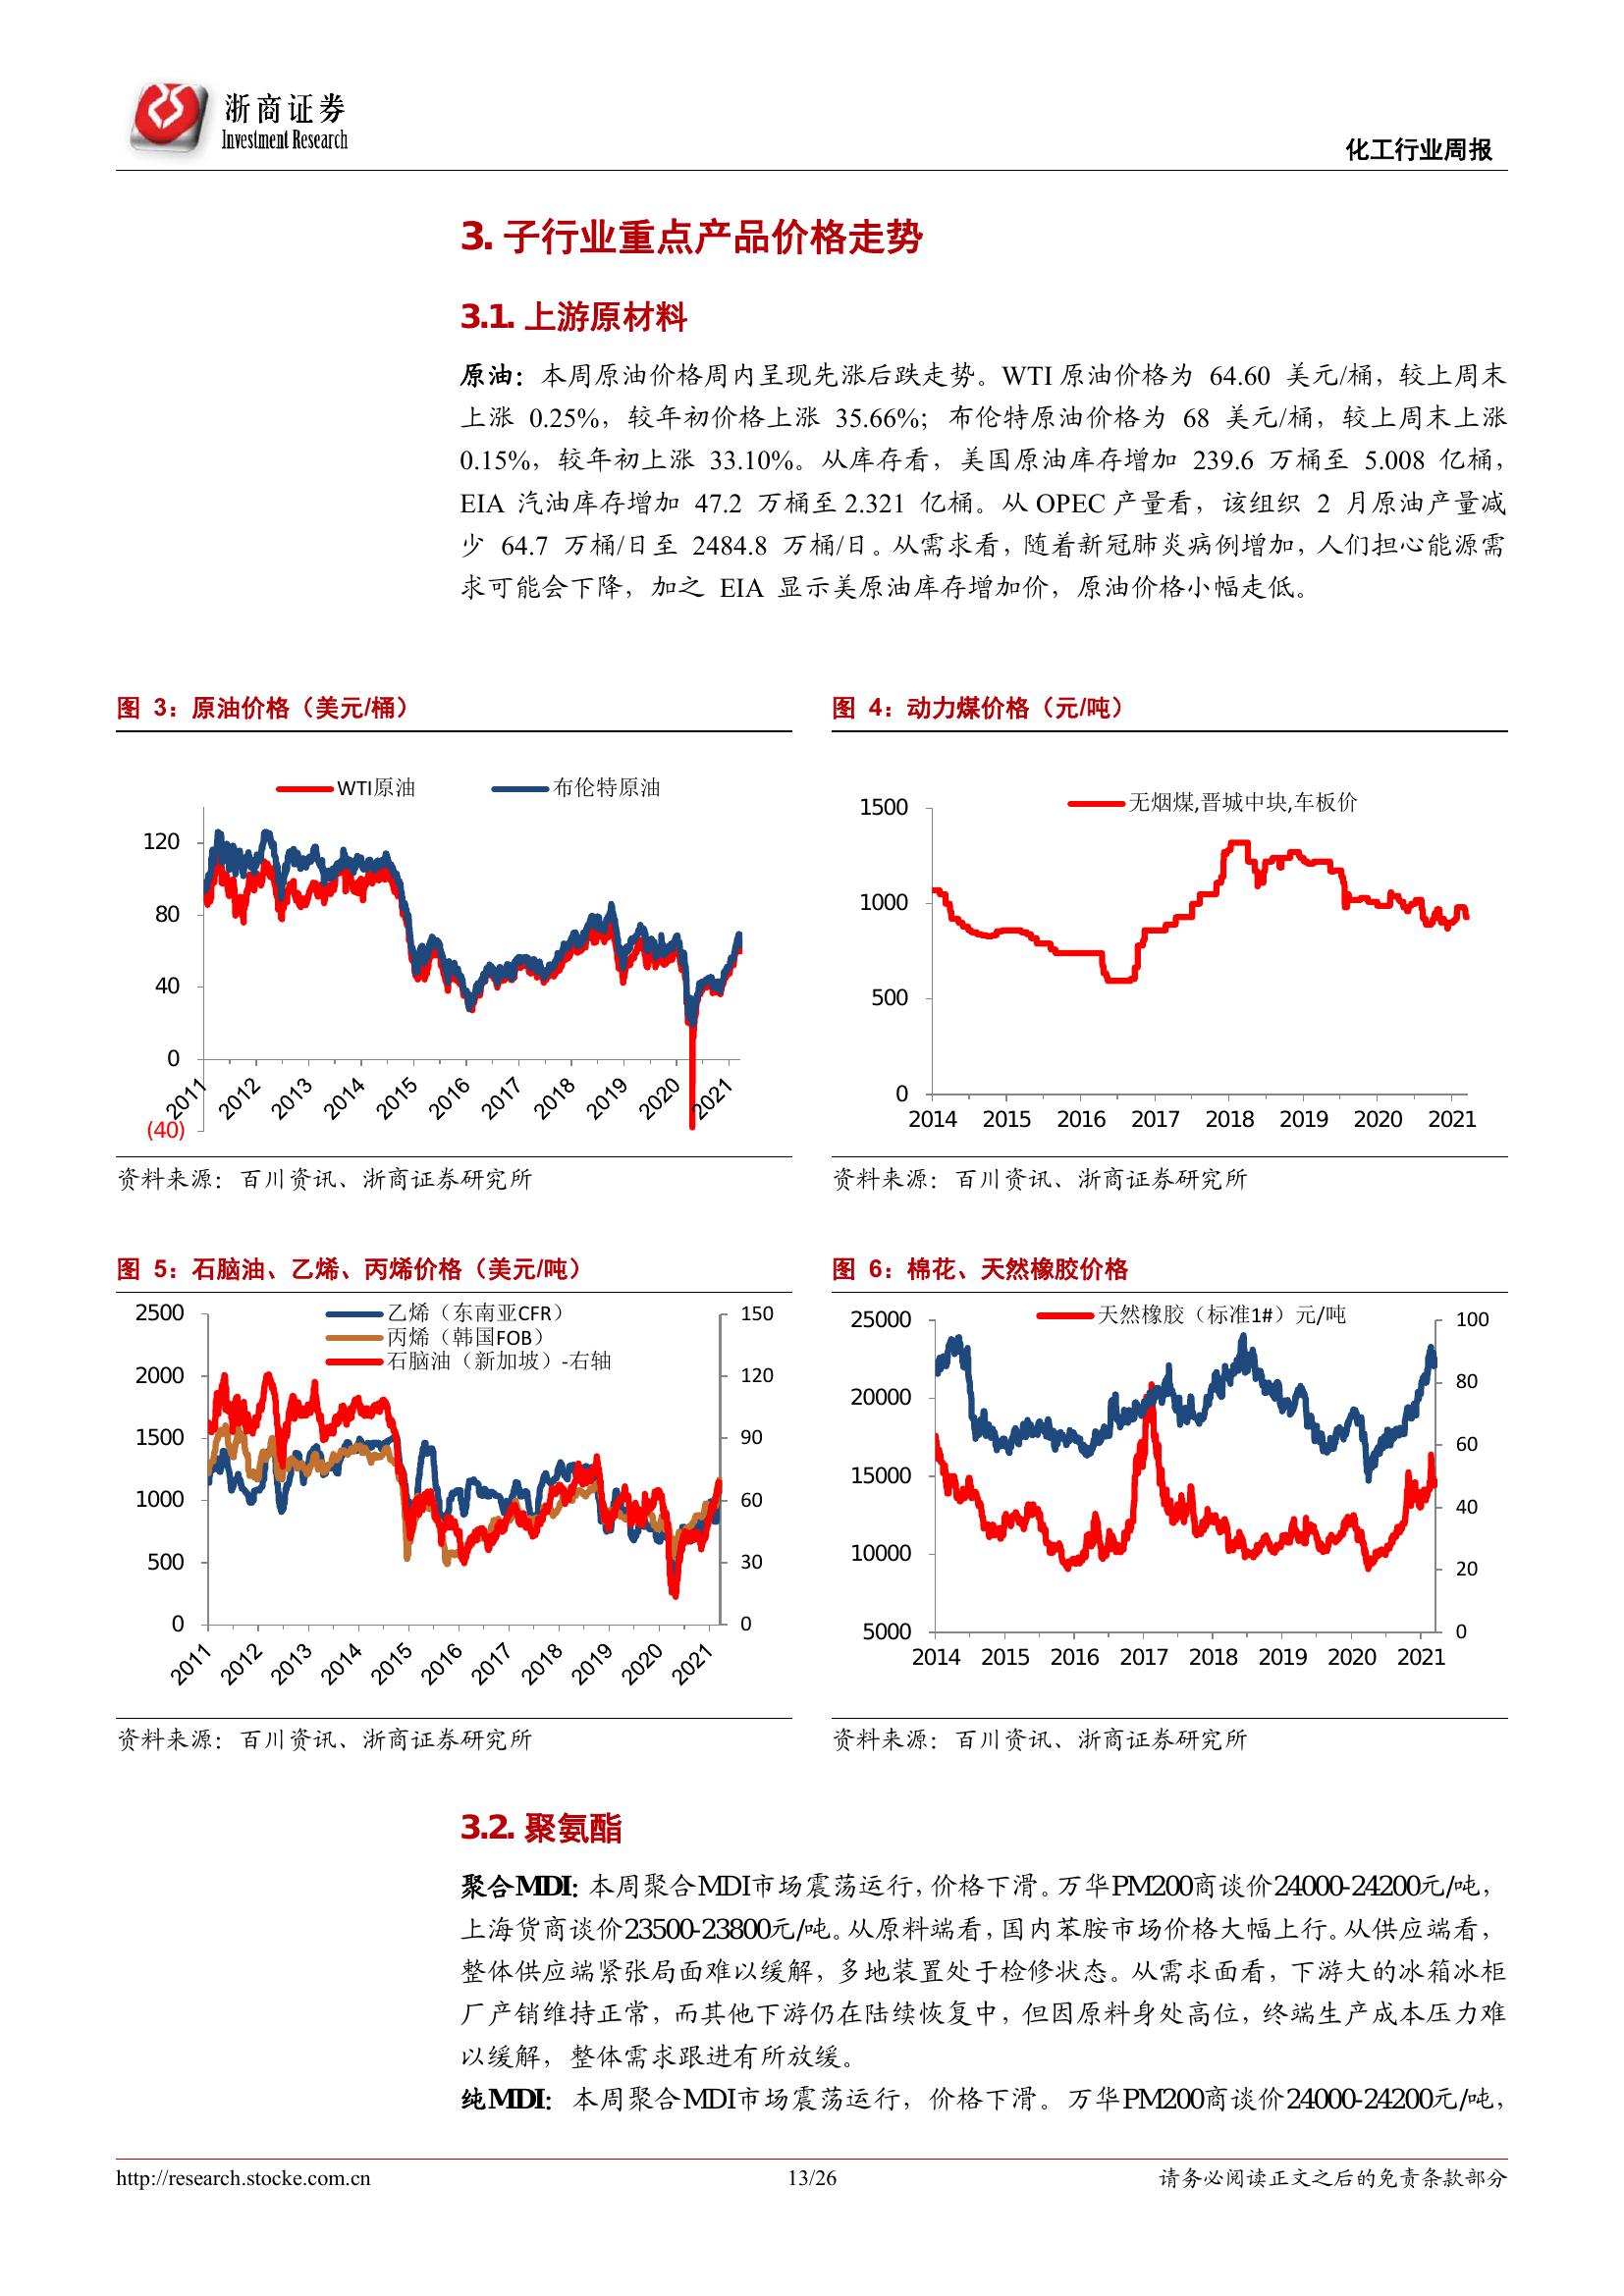 浙商证券
Investment Research
化工行业周报
3. 子行业重点产品价格走势
3.1. 上游原材料
原油：本周原油价格周内呈现先涨后跌走势。WTI 原油价格为 64.60 美元/桶，较上周末
上涨 0.25%，较年初价格上涨 35.66%；布伦特原油价格为 68 美元/桶，较上周末上涨
0.15%，较年初上涨 33.10%。从库存看，美国原油库存增加 239.6 万桶至 5.008 亿桶，
EIA 汽油库存增加 47.2 万桶至 2.321 亿桶。从 OPEC 产量看，该组织 2 月原油产量减
少 64.7 万桶/日至 2484.8 万桶/日。从需求看，随着新冠肺炎病例增加，人们担心能源需
求可能会下降，加之 EIA 显示美原油库存增加价，原油价格小幅走低。
图 3：原油价格（美元/桶）
WTI原油 布伦特原油
120
80
40
0
(40)
2011 2012 2013 2014 2015 2016 2017 2018 2019 2020 2021
资料来源：百川资讯、浙商证券研究所
图 4：动力煤价格（元/吨）
无烟煤,晋城中块,车板价
1500
1000
500
0
2014 2015 2016 2017 2018 2019 2020 2021
资料来源：百川资讯、浙商证券研究所
图 5：石脑油、乙烯、丙烯价格（美元/吨）
乙烯（东南亚CFR）
丙烯（韩国FOB）
石脑油（新加坡）-右轴
2500 150
2000 120
1500 90
1000 60
500 30
0 0
2011 2012 2013 2014 2015 2016 2017 2018 2019 2020 2021
资料来源：百川资讯、浙商证券研究所
图 6：棉花、天然橡胶价格
天然橡胶（标准1#）元/吨
25000 100
20000 80
15000 60
10000 40
5000 20
0
2014 2015 2016 2017 2018 2019 2020 2021
资料来源：百川资讯、浙商证券研究所
3.2. 聚氨酯
聚合MDI：本周聚合MDI市场震荡运行，价格下滑。万华PM200商谈价24000-24200元/吨，
上海货商谈价23500-23800元/吨。从原料端看，国内苯胺市场价格大幅上行。从供应端看，
整体供应端紧张局面难以缓解，多地装置处于检修状态。从需求面看，下游大的冰箱冰柜
厂产销维持正常，而其他下游仍在陆续恢复中，但因原料身处高位，终端生产成本压力难
以缓解，整体需求跟进有所放缓。
纯MDI：本周聚合MDI市场震荡运行，价格下滑。万华PM200商谈价24000-24200元/吨，
http://research.stocke.com.cn
13/26
请务必阅读正文之后的免责条款部分